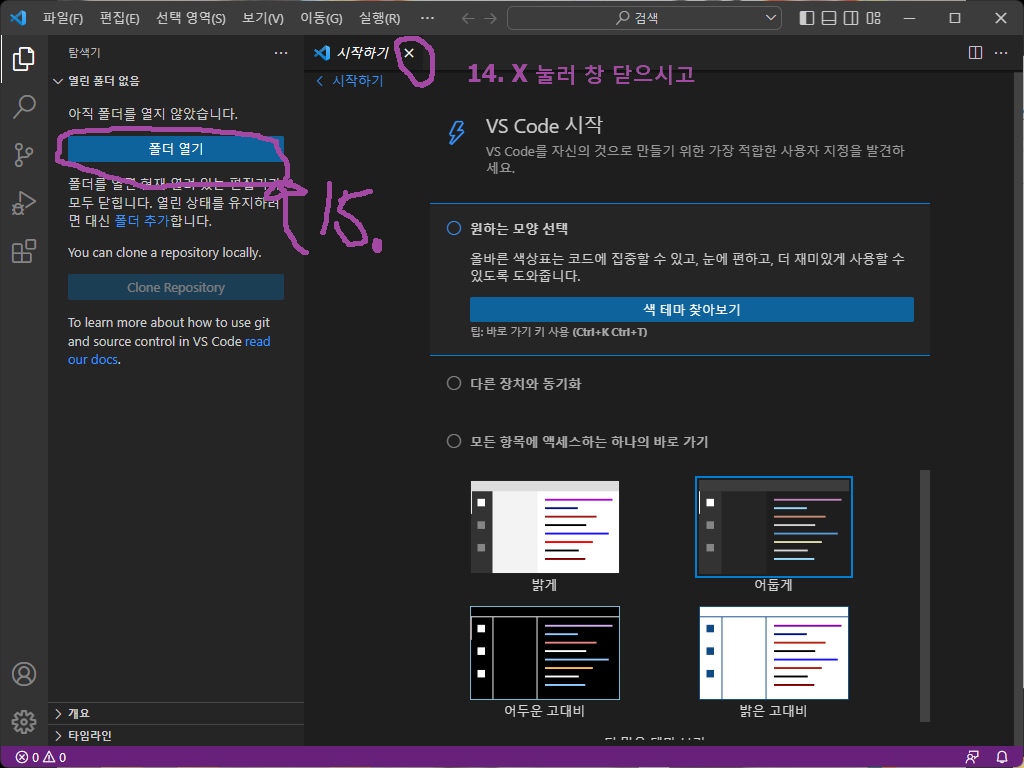 파일(F) 편집(E) 선택 영역(S) 보기(V) 이동(G) 실행(R) ··· 검색
탐색기 ···
시작하기
14. X 눌러 창 닫으시고
열린 폴더 없음
시작하기
아직 폴더를 열지 않았습니다.
폴더 열기
VS Code 시작
VS Code를 자신의 것으로 만들기 위한 가장 적합한 사용자 지정을 발견하
세요.
폴더를 열면 현재 열려 있는 편집기가
모두 닫힙니다. 열린 상태를 유지하려
면 대신 폴더 추가합니다.
15.
You can clone a repository locally.
Clone Repository
To learn more about how to use git
and source control in VS Code read
our docs.
원하는 모양 선택
올바른 색상표는 코드에 집중할 수 있고, 눈에 편하고, 더 재미있게 사용할 수
있도록 도와줍니다.
색 테마 찾아보기
팁: 바로 가기 키 사용 (Ctrl+K Ctrl+T)
다른 장치와 동기화
모든 항목에 액세스하는 하나의 바로 가기
밝게 어둡게
어두운 고대비 밝은 고대비
개요
타임라인
0 0